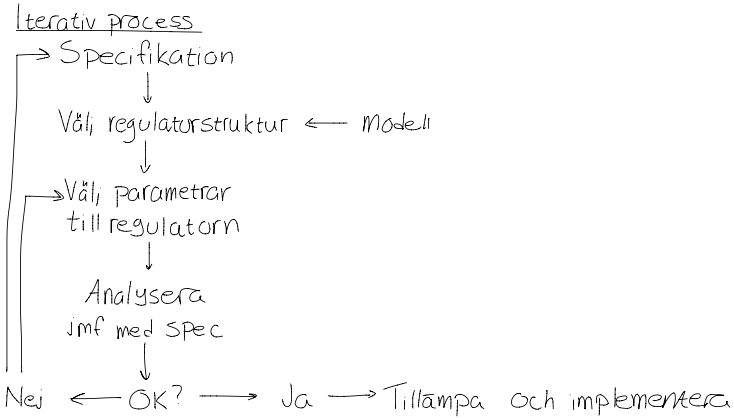 Iterativ process
Specifikation
Välj regulatorstruktur ← modell
Välj parametrar
till regulatorn
Analysera
jmf med spec
Nej ← OK? → Ja → Tillämpa och implementera